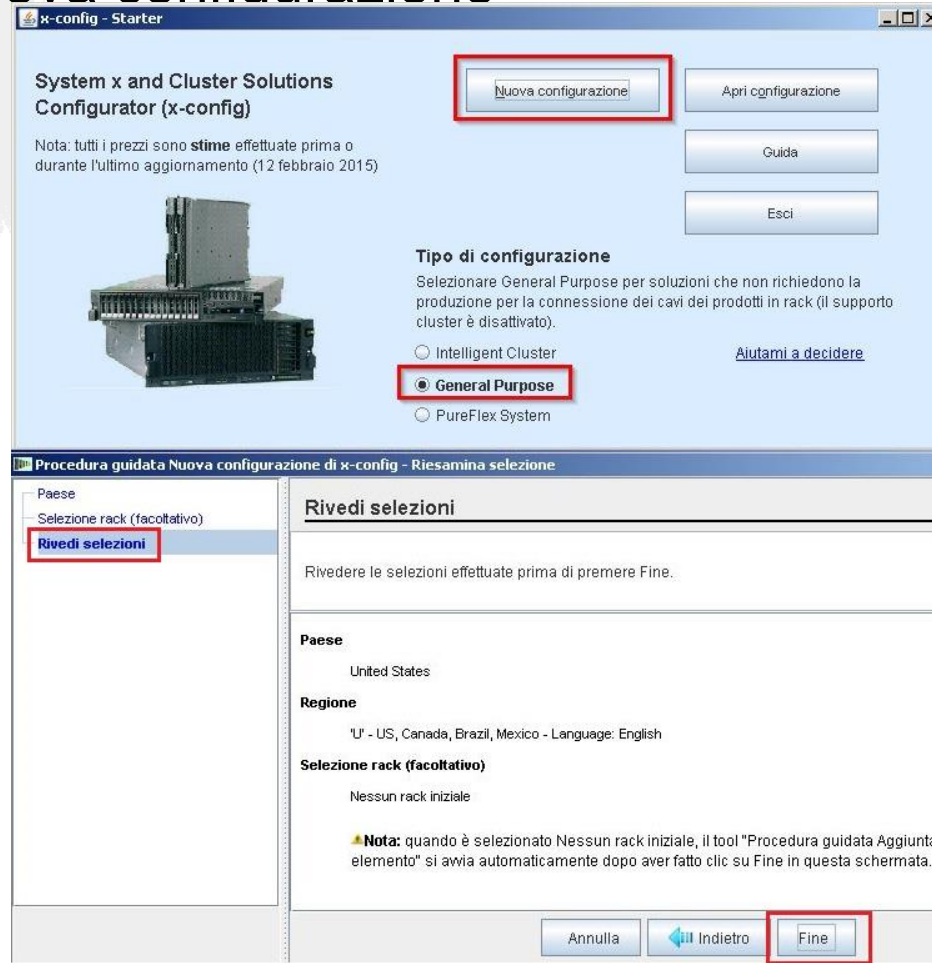 x-config - Starter
System x and Cluster Solutions
Configurator (x-config)
Nota: tutti i prezzi sono stime effettuate prima o
durante l'ultimo aggiornamento (12 febbraio 2015)
Nuova configurazione
Apri configurazione
Guida
Esci
Tipo di configurazione
Selezionare General Purpose per soluzioni che non richiedono la
produzione per la connessione dei cavi dei prodotti in rack (il supporto
cluster è disattivato).
Intelligent Cluster
Aiutami a decidere
General Purpose
PureFlex System
Procedura guidata Nuova configurazione di x-config - Riesamina selezione
Paese
Selezione rack (facoltativo)
Rivedi selezioni
Rivedi selezioni
Rivedere le selezioni effettuate prima di premere Fine.
Paese
United States
Regione
'U' - US, Canada, Brazil, Mexico - Language: English
Selezione rack (facoltativo)
Nessun rack iniziale
Nota: quando è selezionato Nessun rack iniziale, il tool "Procedura guidata Aggiunta
elemento" si avvia automaticamente dopo aver fatto clic su Fine in questa schermata.
Annulla
Indietro
Fine